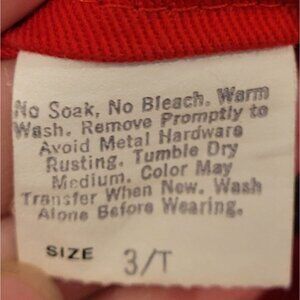 No Soak, No Bleach. Warm
Wash. Remove Promptly to
Avoid Metal Hardware
Rusting. Tumble Dry
Medium. Color May
Transfer When New. Wash
Alone Before Wearing.
SIZE 3/T